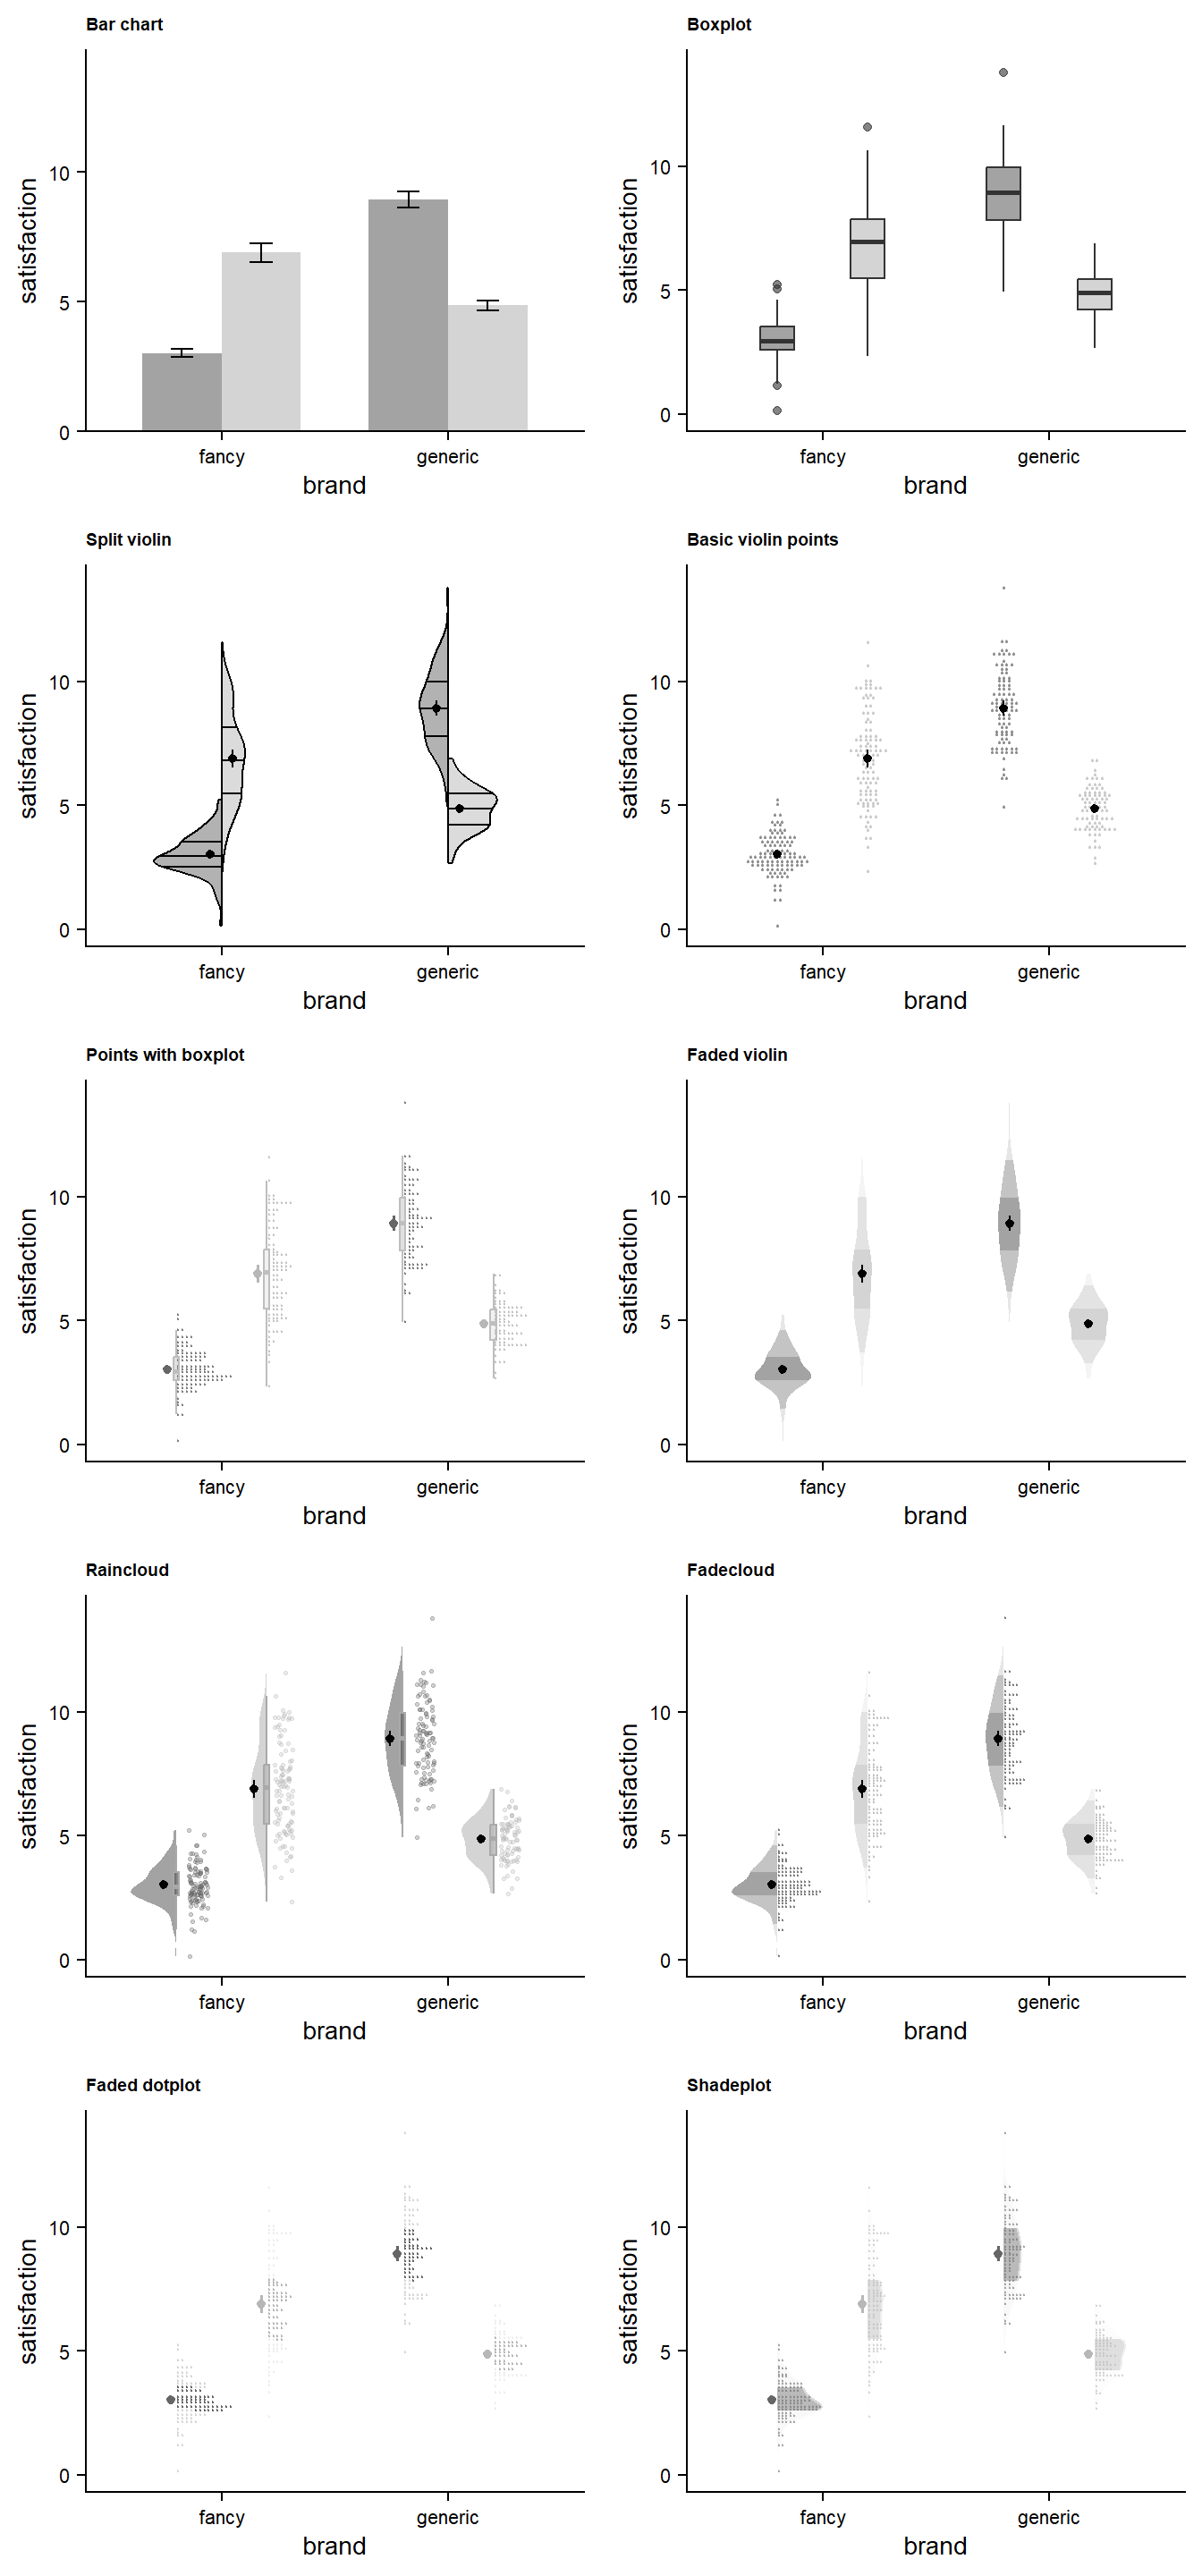 Bar chart
satisfaction
10
5
0
fancy
generic
brand
Boxplot
satisfaction
10
5
0
fancy
generic
brand
Split violin
satisfaction
10
5
0
fancy
generic
brand
Basic violin points
satisfaction
10
5
0
fancy
generic
brand
Points with boxplot
satisfaction
10
5
0
fancy
generic
brand
Faded violin
satisfaction
10
5
0
fancy
generic
brand
Raincloud
satisfaction
10
5
0
fancy
generic
brand
Fadecloud
satisfaction
10
5
0
fancy
generic
brand
Faded dotplot
satisfaction
10
5
0
fancy
generic
brand
Shadeplot
satisfaction
10
5
0
fancy
generic
brand